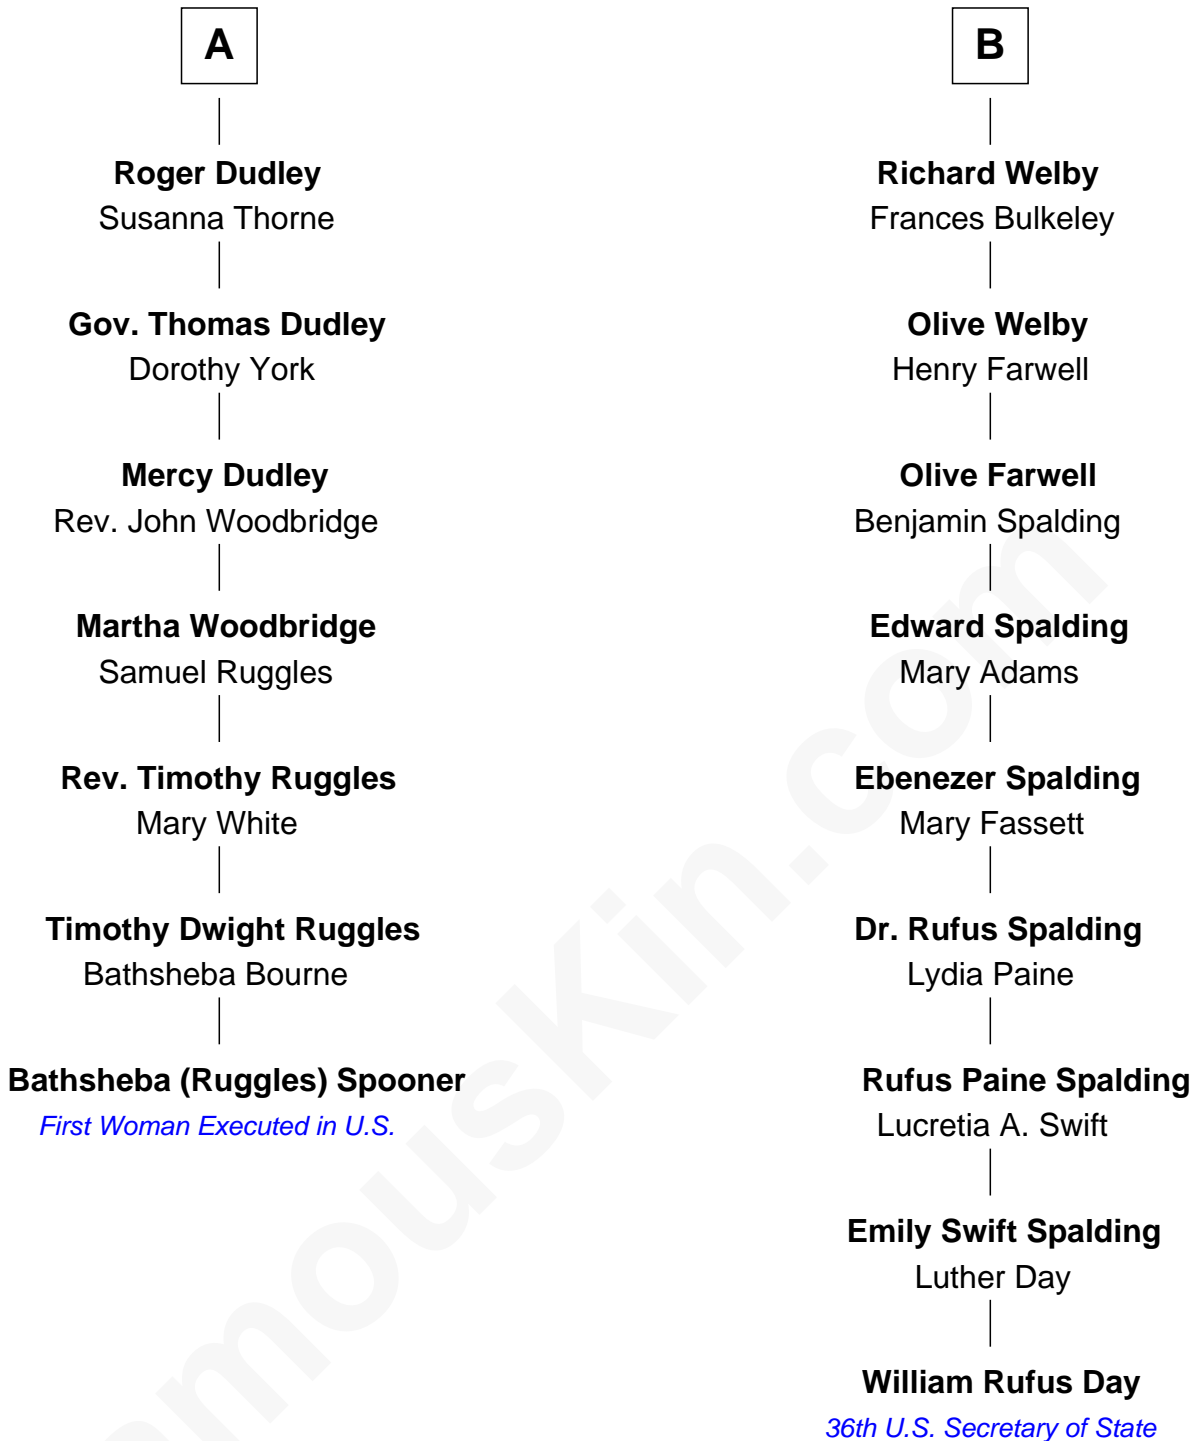 A
Roger Dudley
Susanna Thorne
Gov. Thomas Dudley
Dorothy York
Mercy Dudley
Rev. John Woodbridge
Martha Woodbridge
Samuel Ruggles
Rev. Timothy Ruggles
Mary White
Timothy Dwight Ruggles
Bathsheba Bourne
Bathsheba (Ruggles) Spooner
First Woman Executed in U.S.
B
Richard Welby
Frances Bulkeley
Olive Welby
Henry Farwell
Olive Farwell
Benjamin Spalding
Edward Spalding
Mary Adams
Ebenezer Spalding
Mary Fassett
Dr. Rufus Spalding
Lydia Paine
Rufus Paine Spalding
Lucretia A. Swift
Emily Swift Spalding
Luther Day
William Rufus Day
36th U.S. Secretary of State
amousKin.com